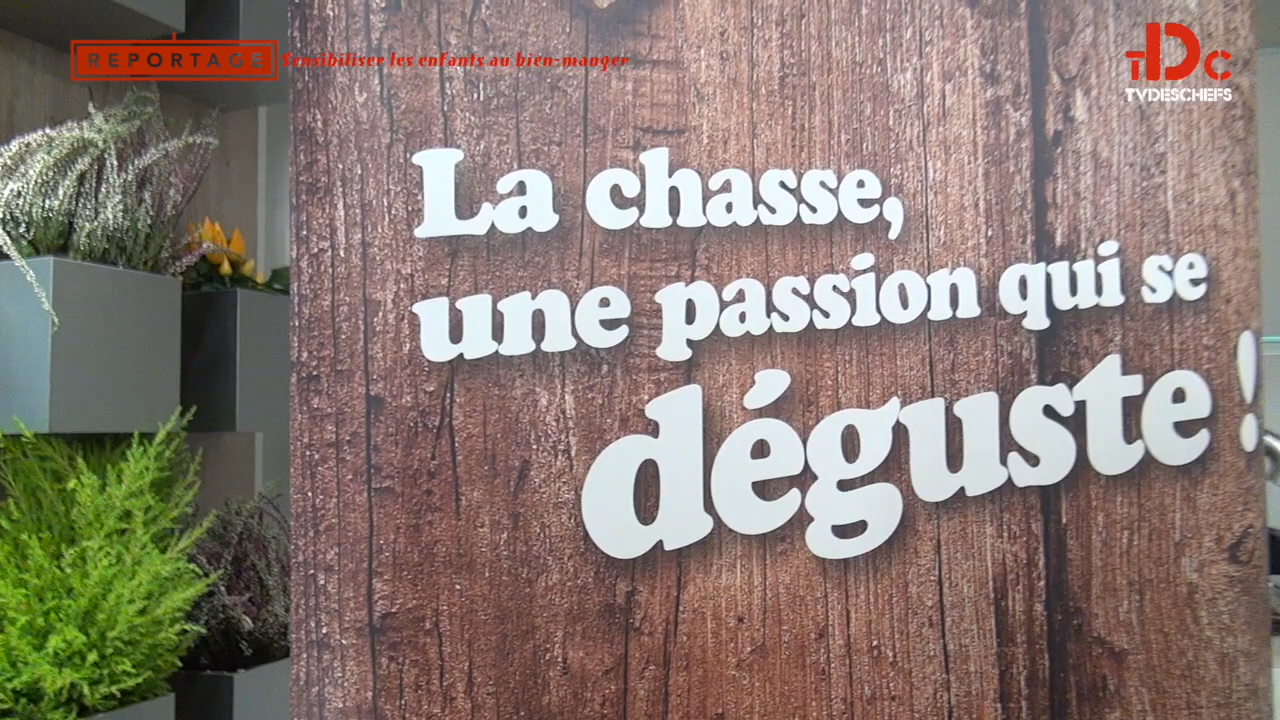 REPORTAGE Sensibiliser les enfants au bien-manger
TDC
TVDESCHEFS
La chasse,
une passion qui se
déguste !